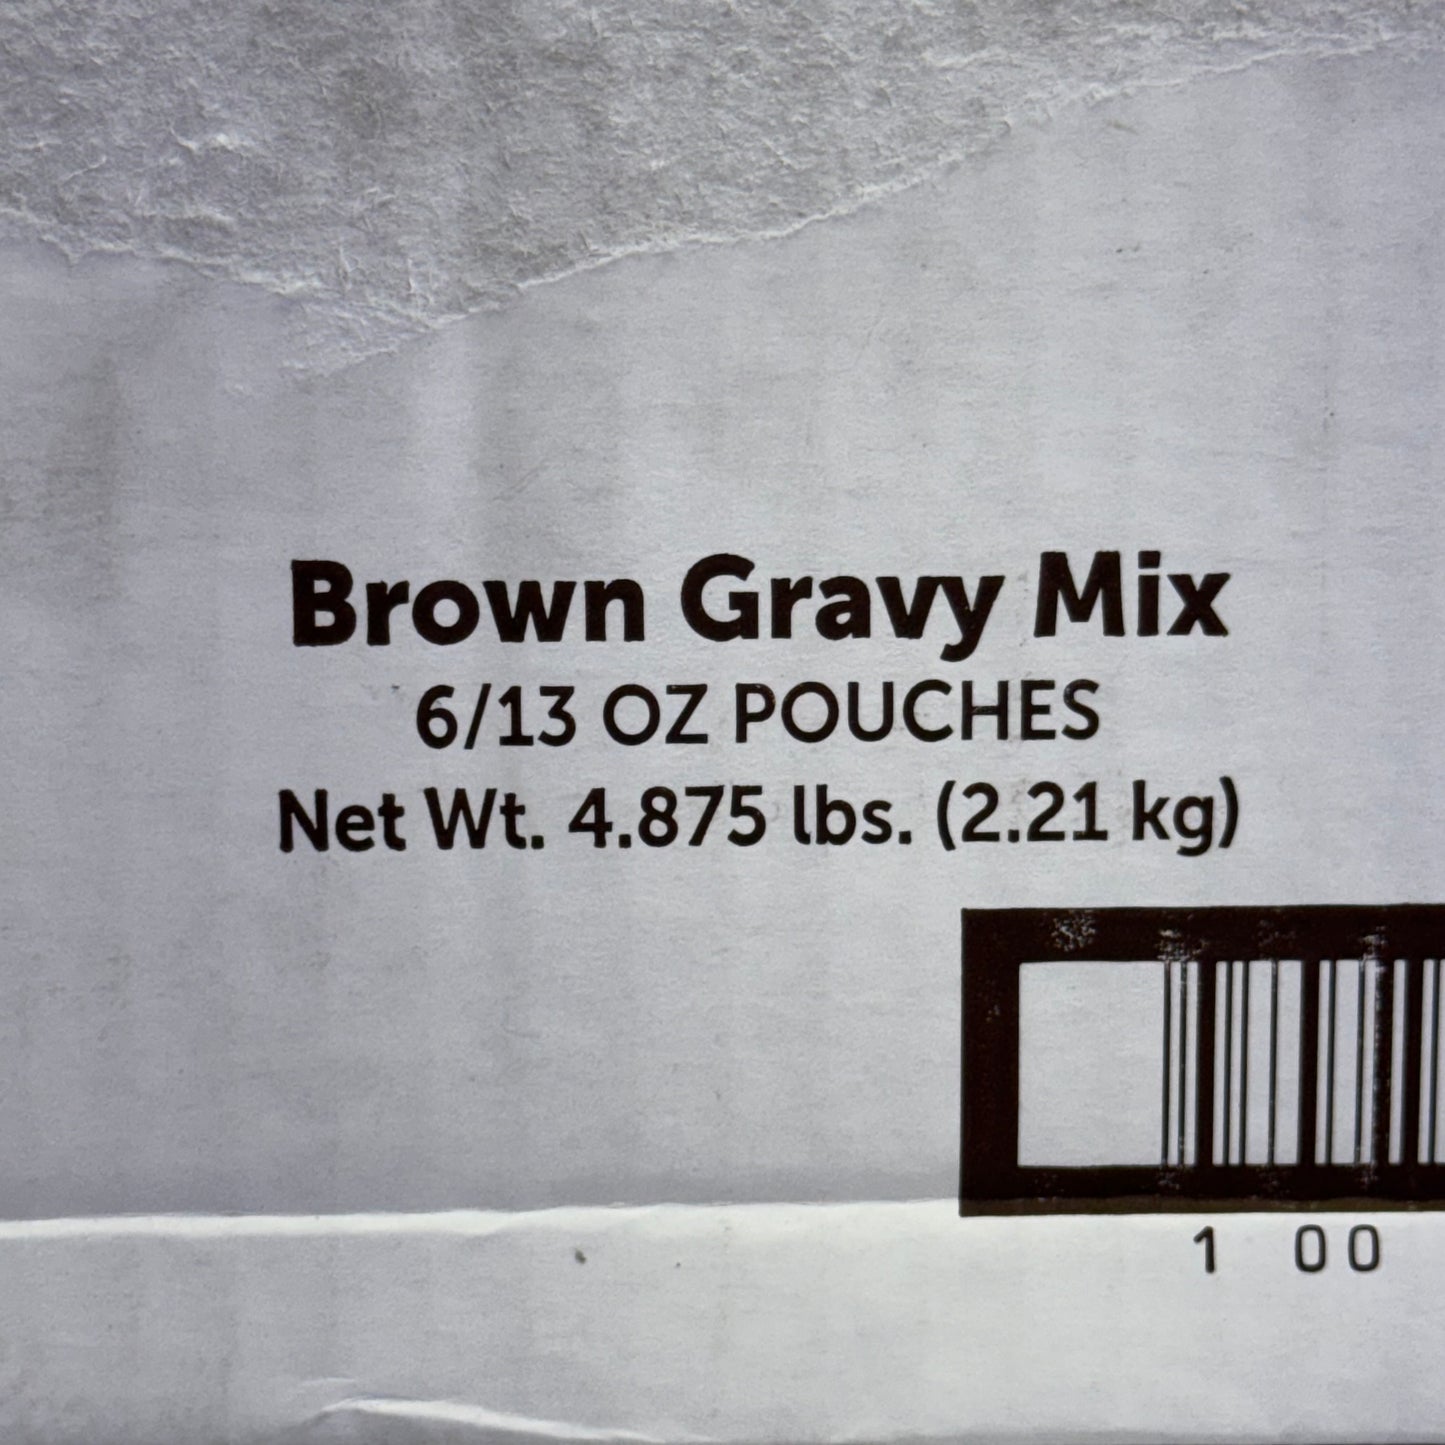 Brown Gravy Mix
6/13 OZ POUCHES
Net Wt. 4.875 lbs. (2.21 kg)
1 00